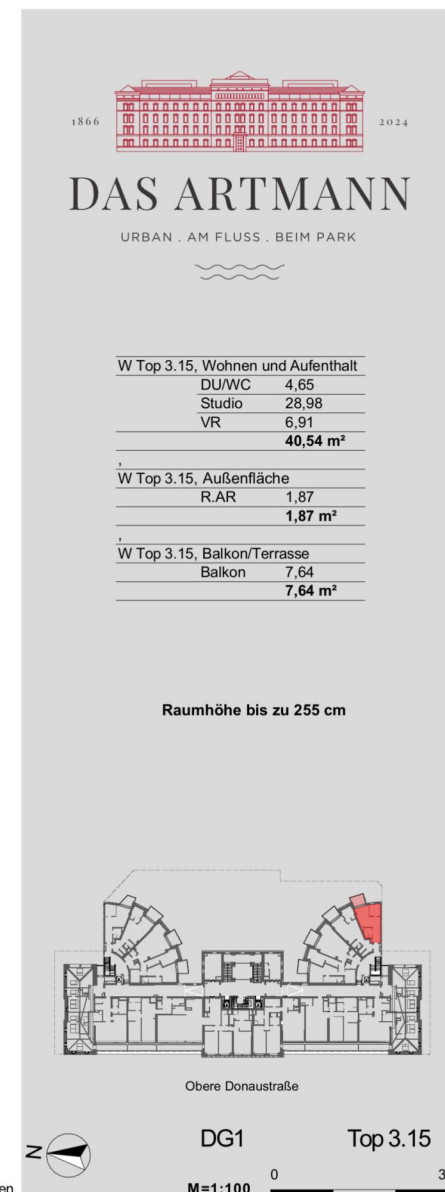 1866 2024
DAS ARTMANN
URBAN . AM FLUSS . BEIM PARK
W Top 3.15, Wohnen und Aufenthalt
DU/WC 4,65
Studio 28,98
VR 6,91
40,54 m²
,
W Top 3.15, Außenfläche
R.AR 1,87
1,87 m²
,
W Top 3.15, Balkon/Terrasse
Balkon 7,64
7,64 m²
Raumhöhe bis zu 255 cm
Obere Donaustraße
DG1 Top 3.15
N
0 3
en M=1:100